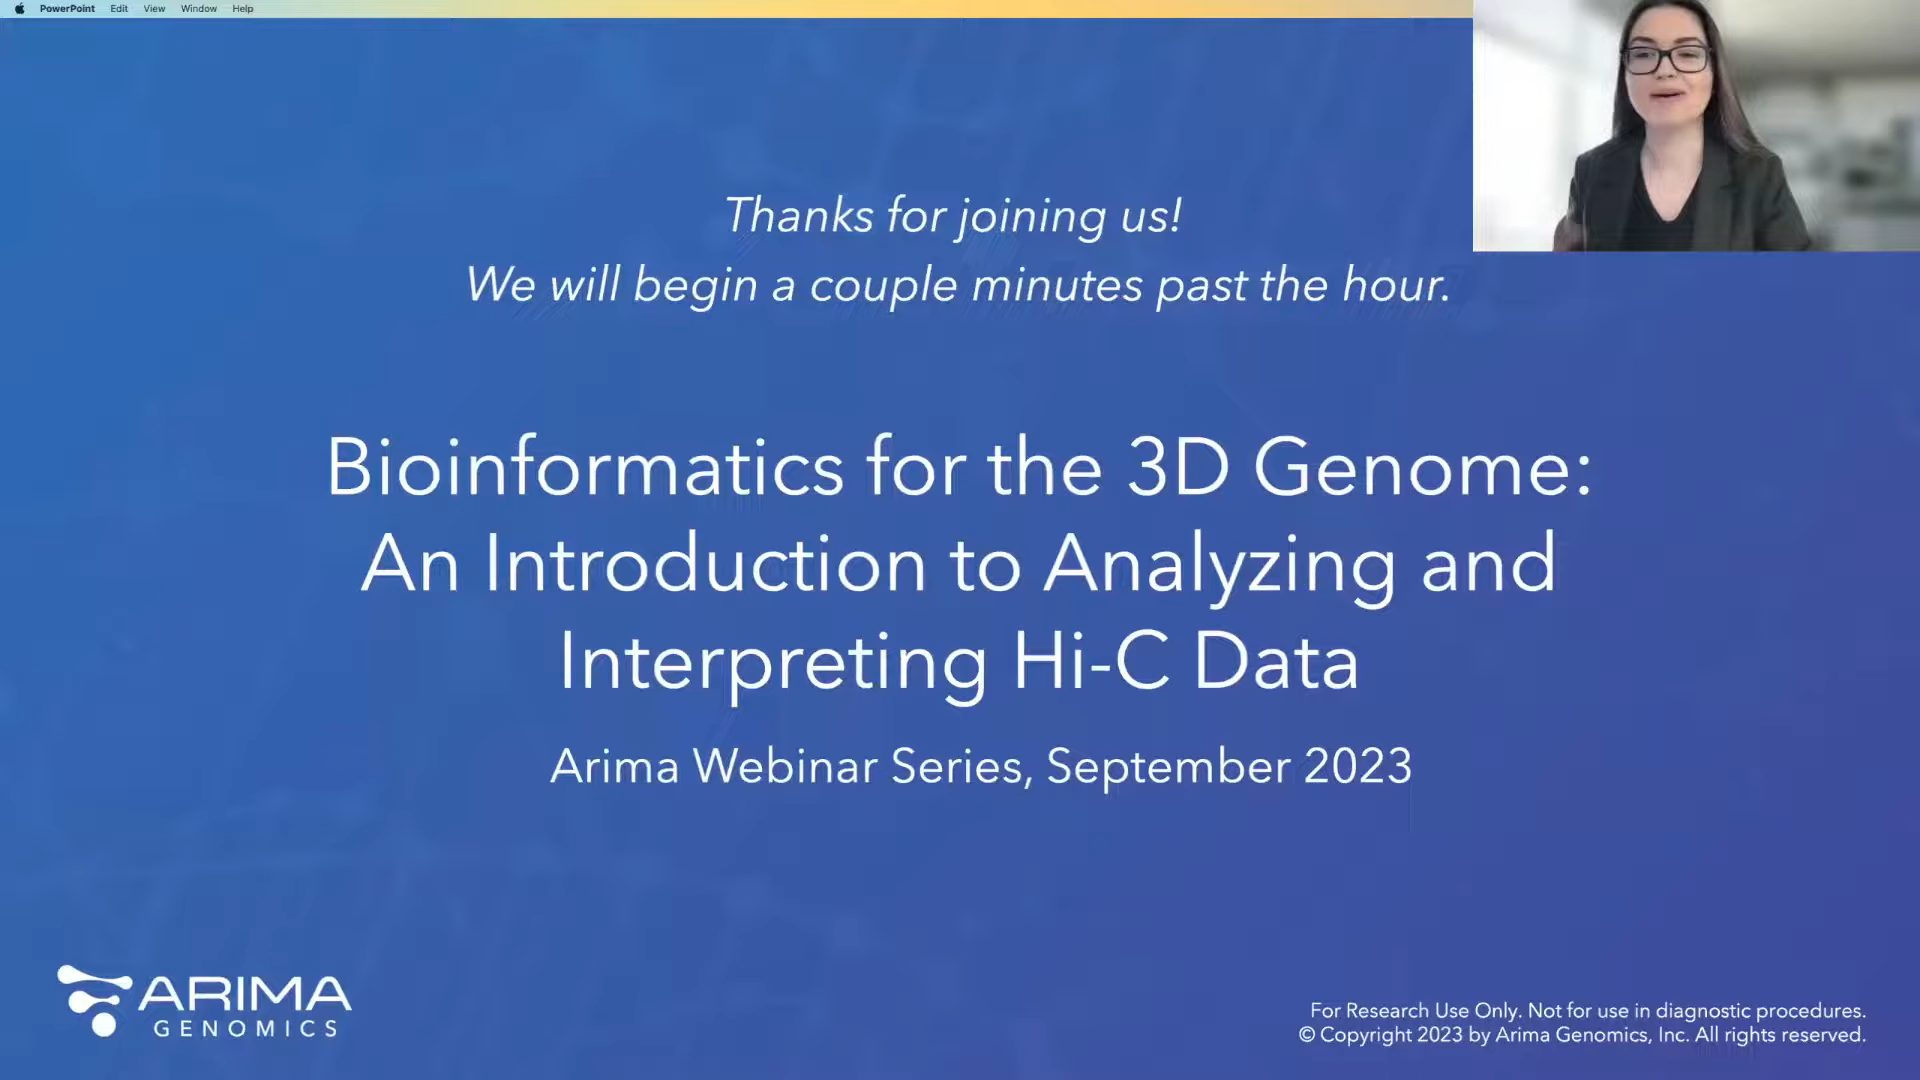 PowerPoint Edit View Window Help
Thanks for joining us!
We will begin a couple minutes past the hour.
Bioinformatics for the 3D Genome:
An Introduction to Analyzing and
Interpreting Hi-C Data
Arima Webinar Series, September 2023
ARIMA
GENOMICS
For Research Use Only. Not for use in diagnostic procedures.
© Copyright 2023 by Arima Genomics, Inc. All rights reserved.